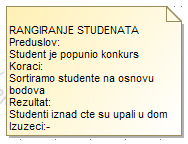 RANGIRANJE STUDENATA
Preduslov:
Student je popunio konkurs
Koraci:
Sortiramo studente na osnovu
bodova
Rezultat:
Studenti iznad cte su upali u dom
Izuzeci:-